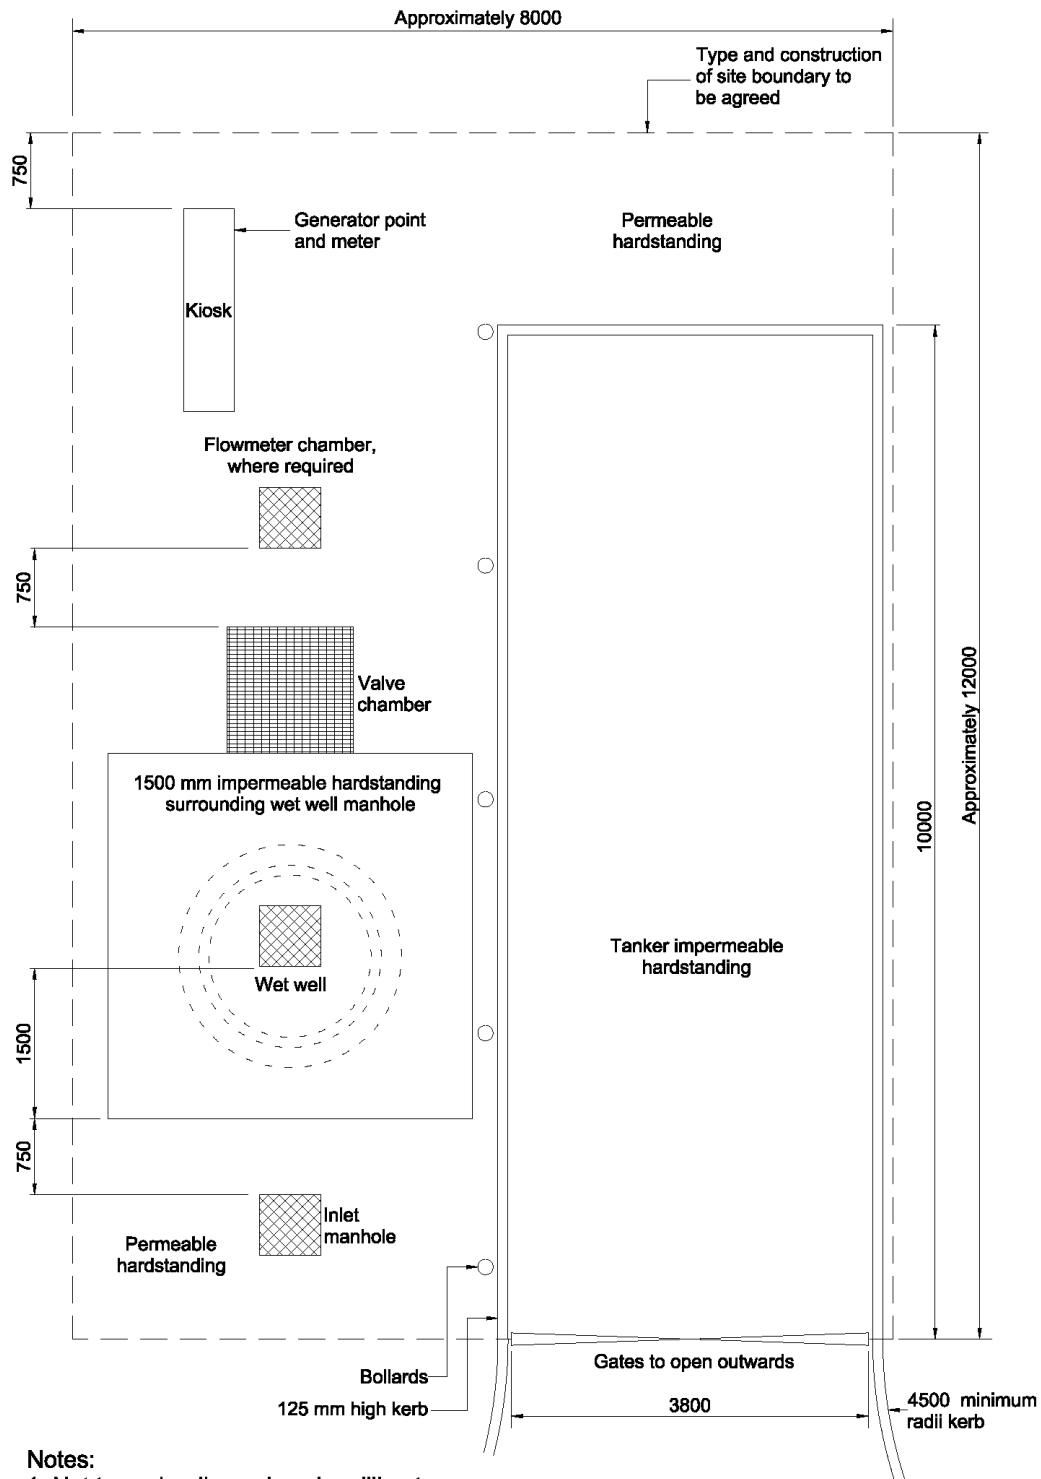 Approximately 8000
Type and construction
of site boundary to
be agreed
750
Generator point
and meter
Permeable
hardstanding
Kiosk
Flowmeter chamber,
where required
750
Valve
chamber
Approximately 12000
10000
1500 mm impermeable hardstanding
surrounding wet well manhole
Tanker impermeable
hardstanding
Wet well
1500
750
Inlet
manhole
Permeable
hardstanding
Gates to open outwards
Bollards
125 mm high kerb
3800
4500 minimum
radii kerb
Notes: